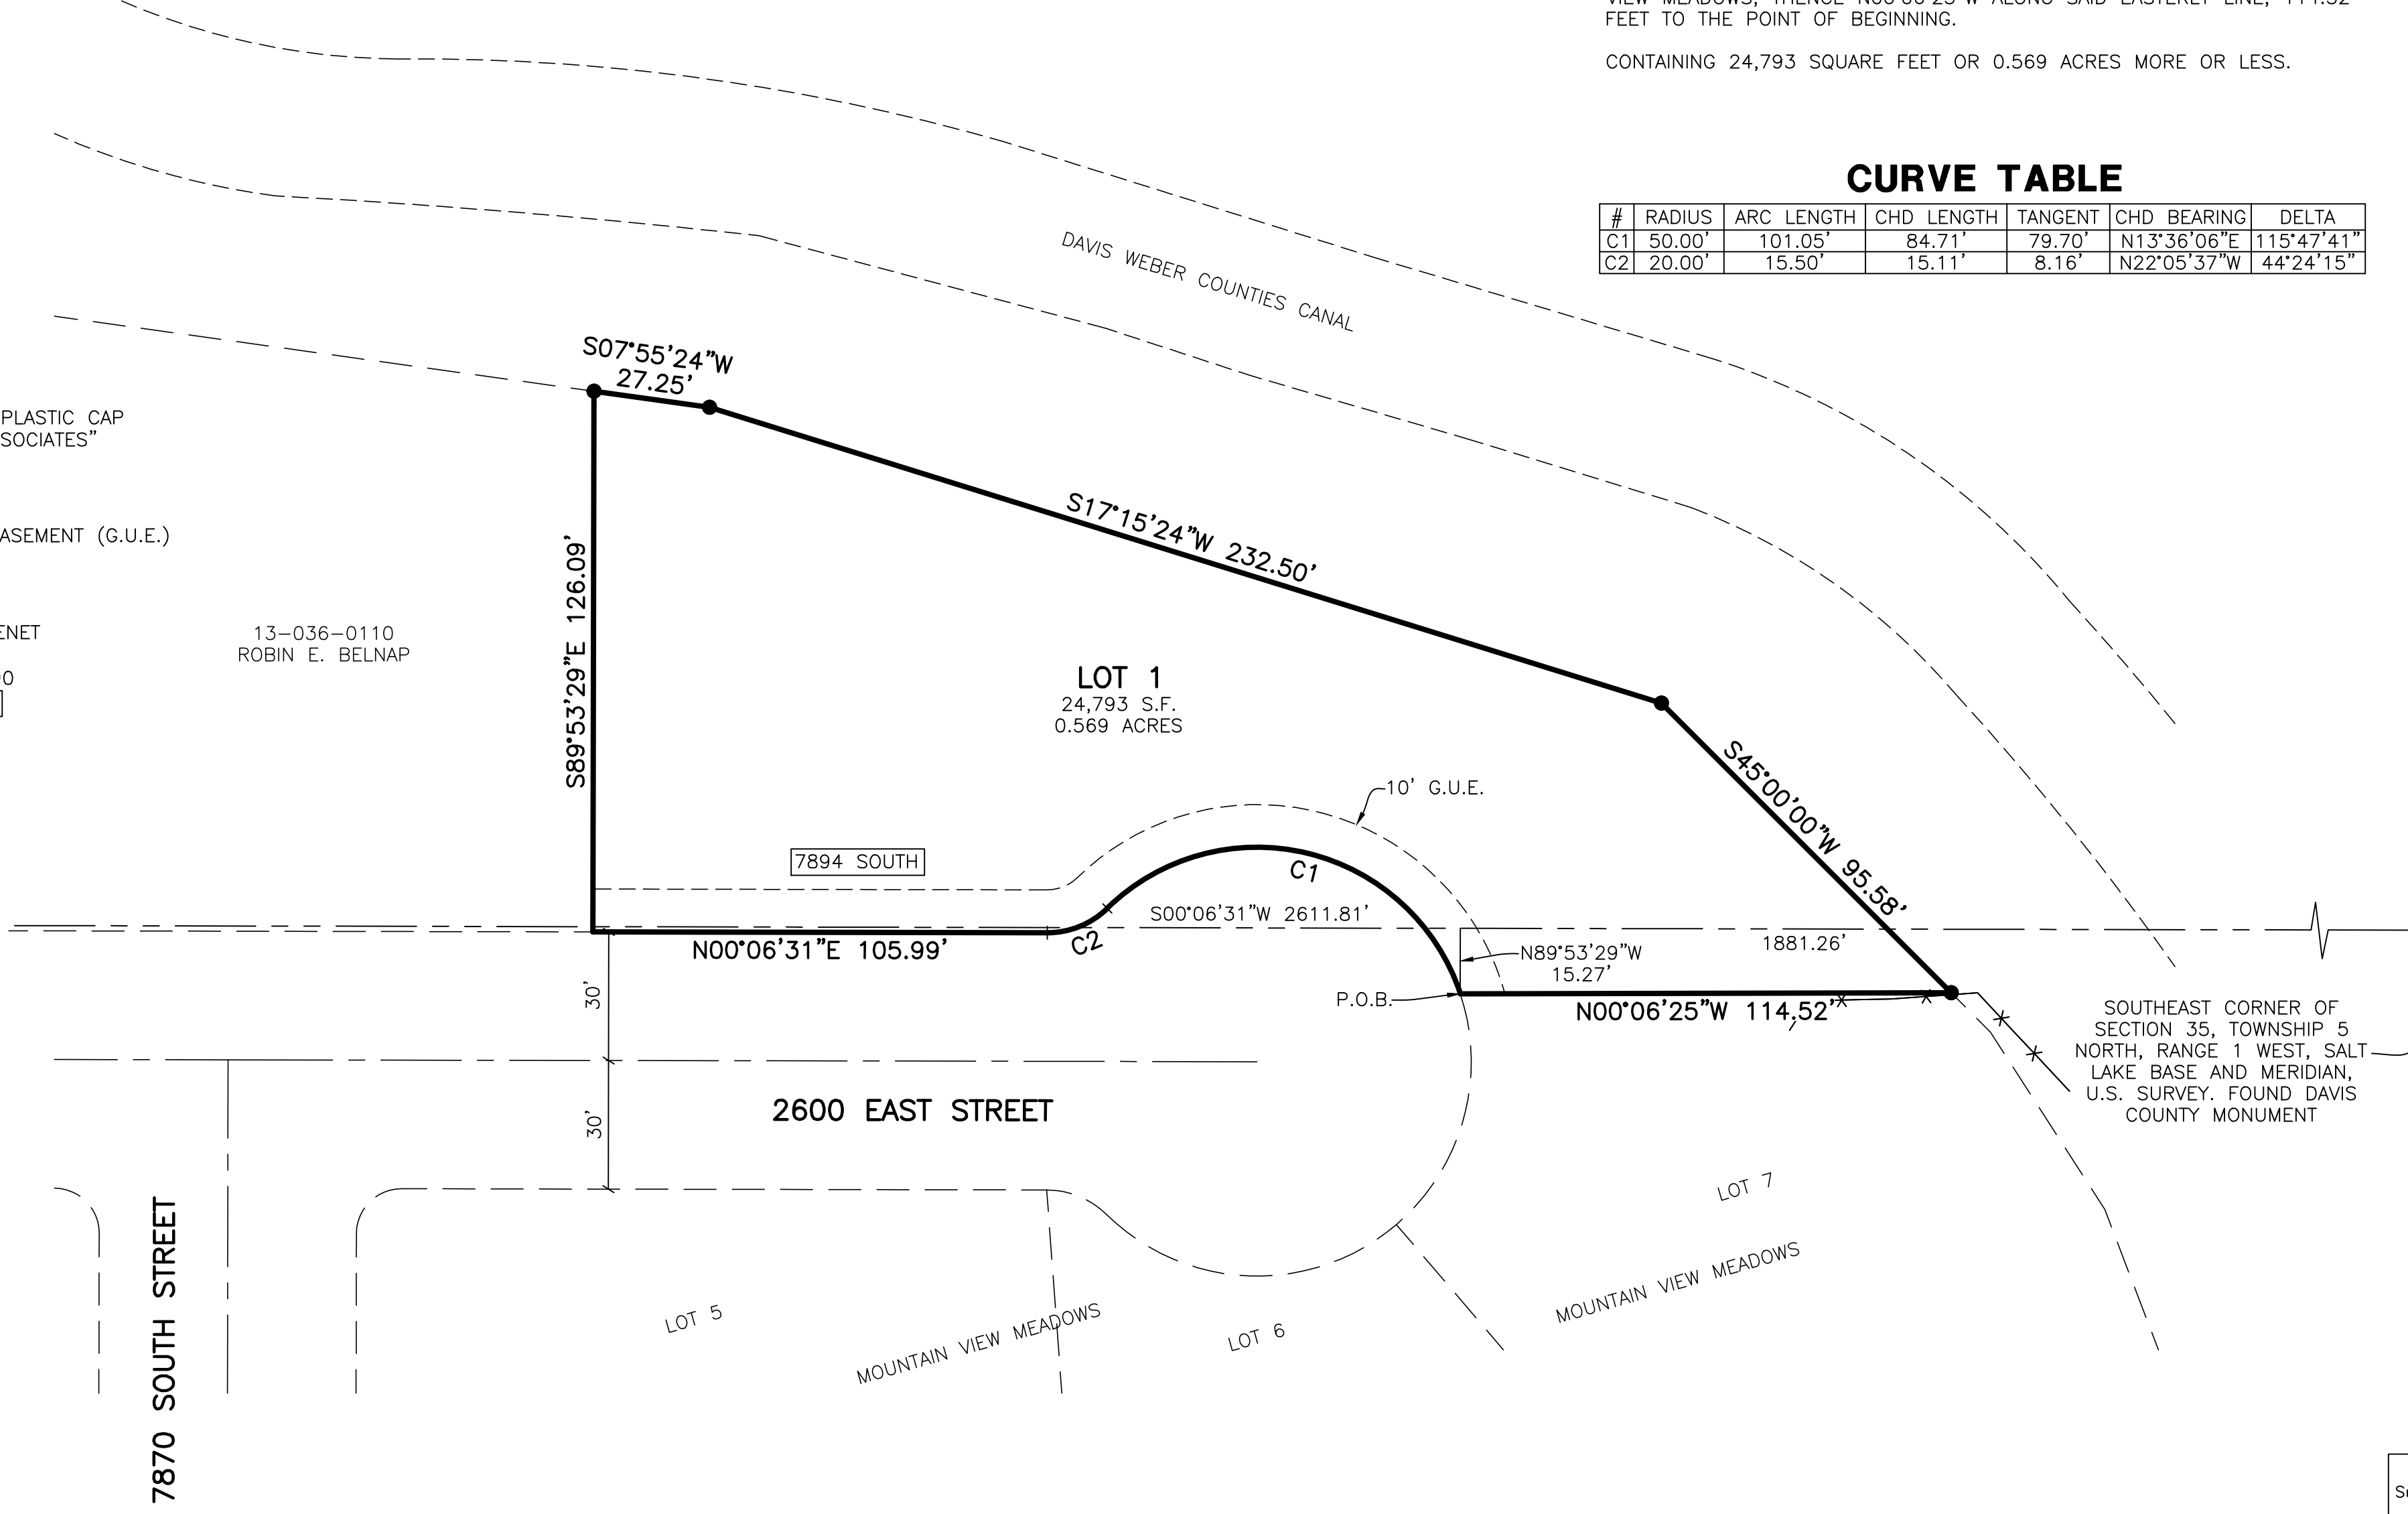 FEET TO THE POINT OF BEGINNING.
CONTAINING 24,793 SQUARE FEET OR 0.569 ACRES MORE OR LESS.
CURVE TABLE
# RADIUS ARC LENGTH CHD LENGTH TANGENT CHD BEARING DELTA
C1 50.00' 101.05' 84.71' 79.70' N13°36'06"E 115°47'41"
C2 20.00' 15.50' 15.11' 8.16' N22°05'37"W 44°24'15"
DAVIS WEBER COUNTIES CANAL
S07°55'24"W
27.25'
PLASTIC CAP
SOCIATES"
S17°15'24"W 232.50'
ASEMENT (G.U.E.)
S89°53'29"E 126.09'
ENET
13-036-0110
ROBIN E. BELNAP
LOT 1
24,793 S.F.
0.569 ACRES
S45°00'00"W 95.58'
10' G.U.E.
7894 SOUTH
C1
S00°06'31"W 2611.81'
C2
N00°06'31"E 105.99'
1881.26'
N89°53'29"W
15.27'
P.O.B.
N00°06'25"W 114.52'
30'
30'
SOUTHEAST CORNER OF
SECTION 35, TOWNSHIP 5
NORTH, RANGE 1 WEST, SALT
LAKE BASE AND MERIDIAN,
U.S. SURVEY. FOUND DAVIS
COUNTY MONUMENT
2600 EAST STREET
7870 SOUTH STREET
LOT 7
MOUNTAIN VIEW MEADOWS
LOT 5
MOUNTAIN VIEW MEADOWS
LOT 6